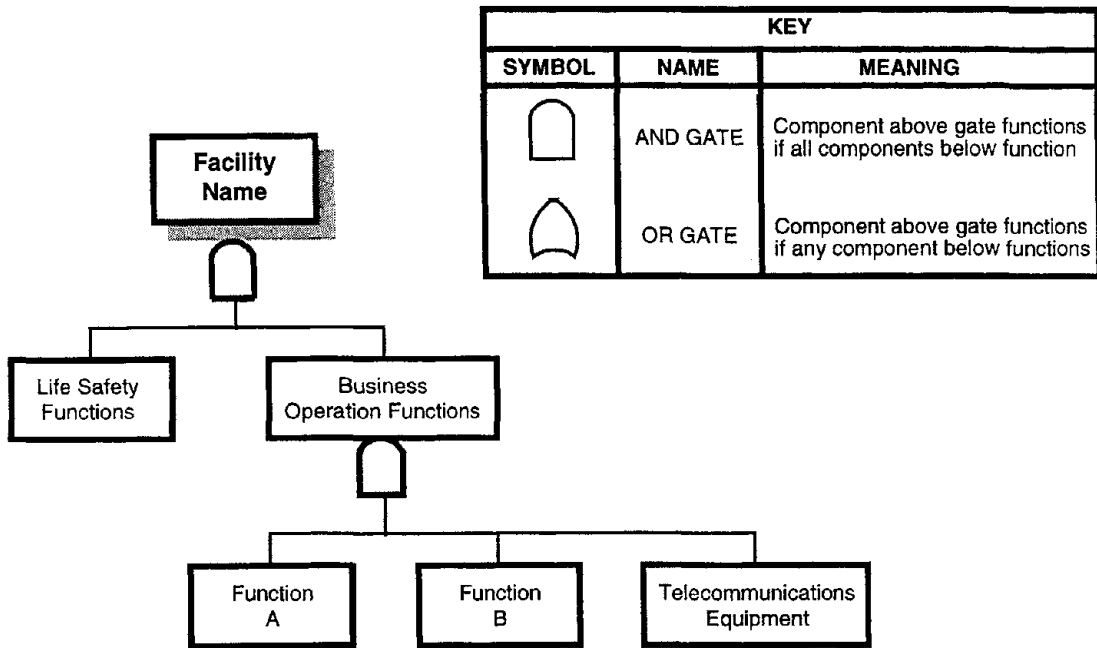 KEY
SYMBOL NAME MEANING
AND GATE
Component above gate functions
if all components below function
OR GATE
Component above gate functions
if any component below functions
Facility
Name
Life Safety
Functions
Business
Operation Functions
Function
A
Function
B
Telecommunications
Equipment